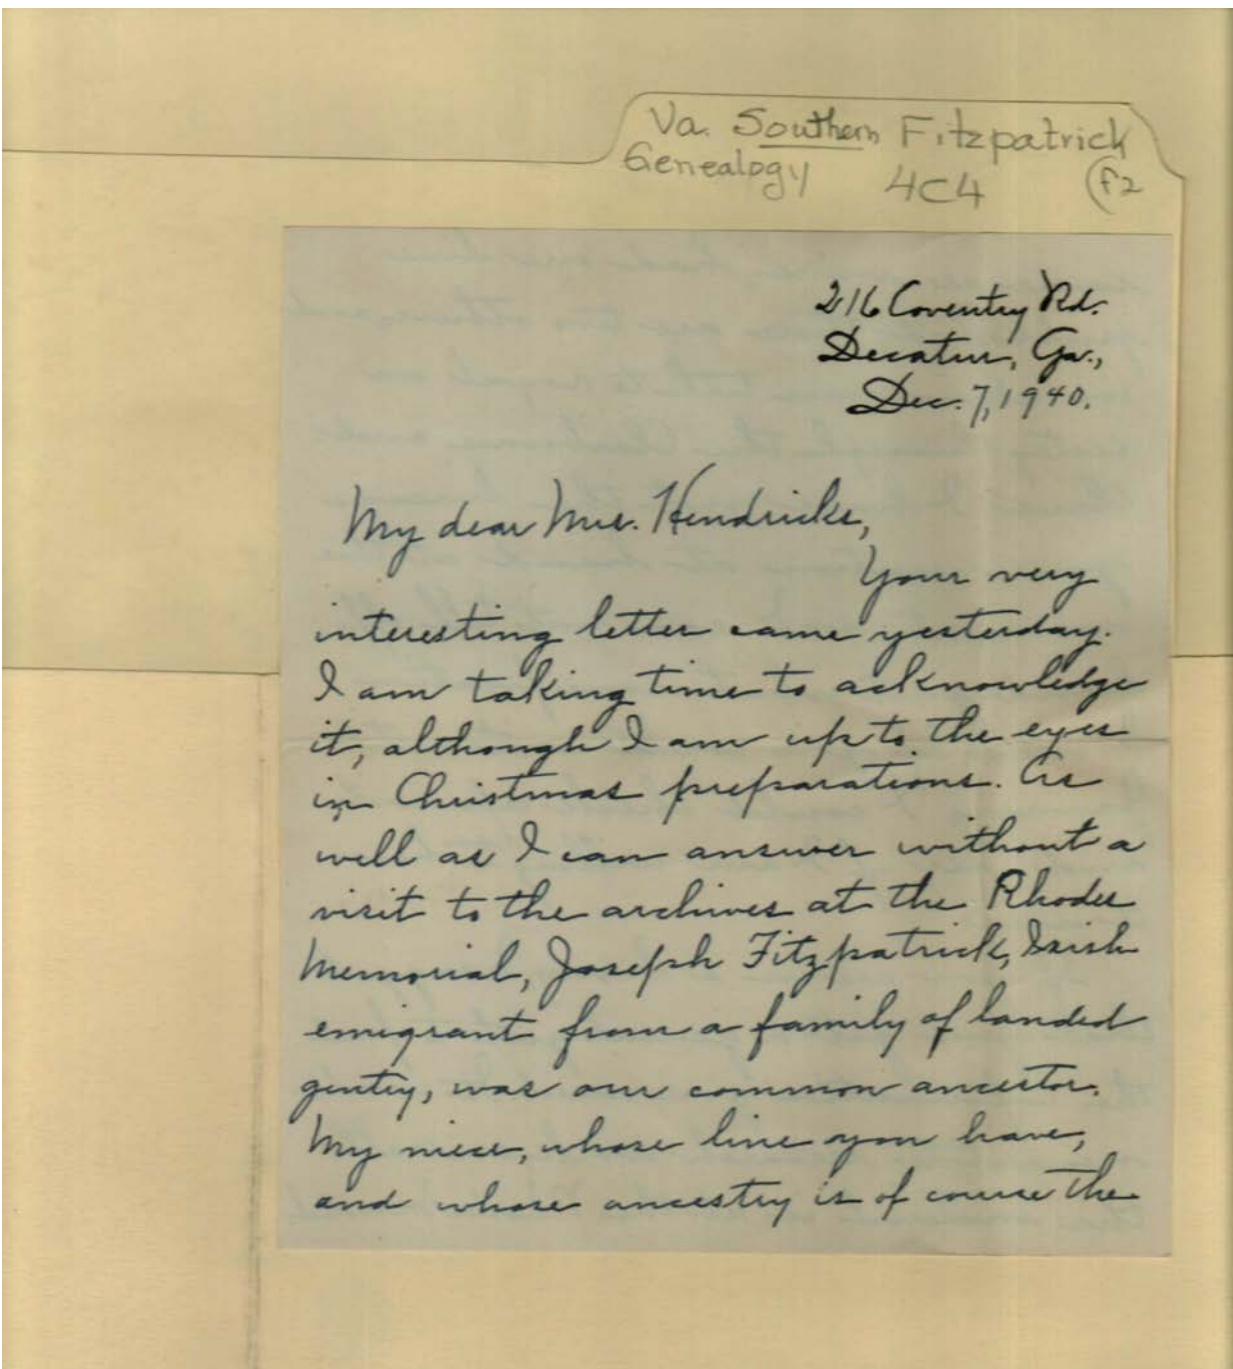 Va. Southern Fitzpatrick
Genealogy 4C4 (F2
216 Coventry Rd.
Decatur, Ga.,
Dec. 7, 1940.
My dear Mrs. Hendricks,
Your very
interesting letter came yesterday.
I am taking time to acknowledge
it, although I am up to the eyes
in Christmas preparations. As
well as I can answer without a
visit to the archives at the Rhodes
Memorial, Joseph Fitzpatrick, Irish
emigrant from a family of landed
gentry, was our common ancestor.
My niece, whose line you have,
and whose ancestry is of course the